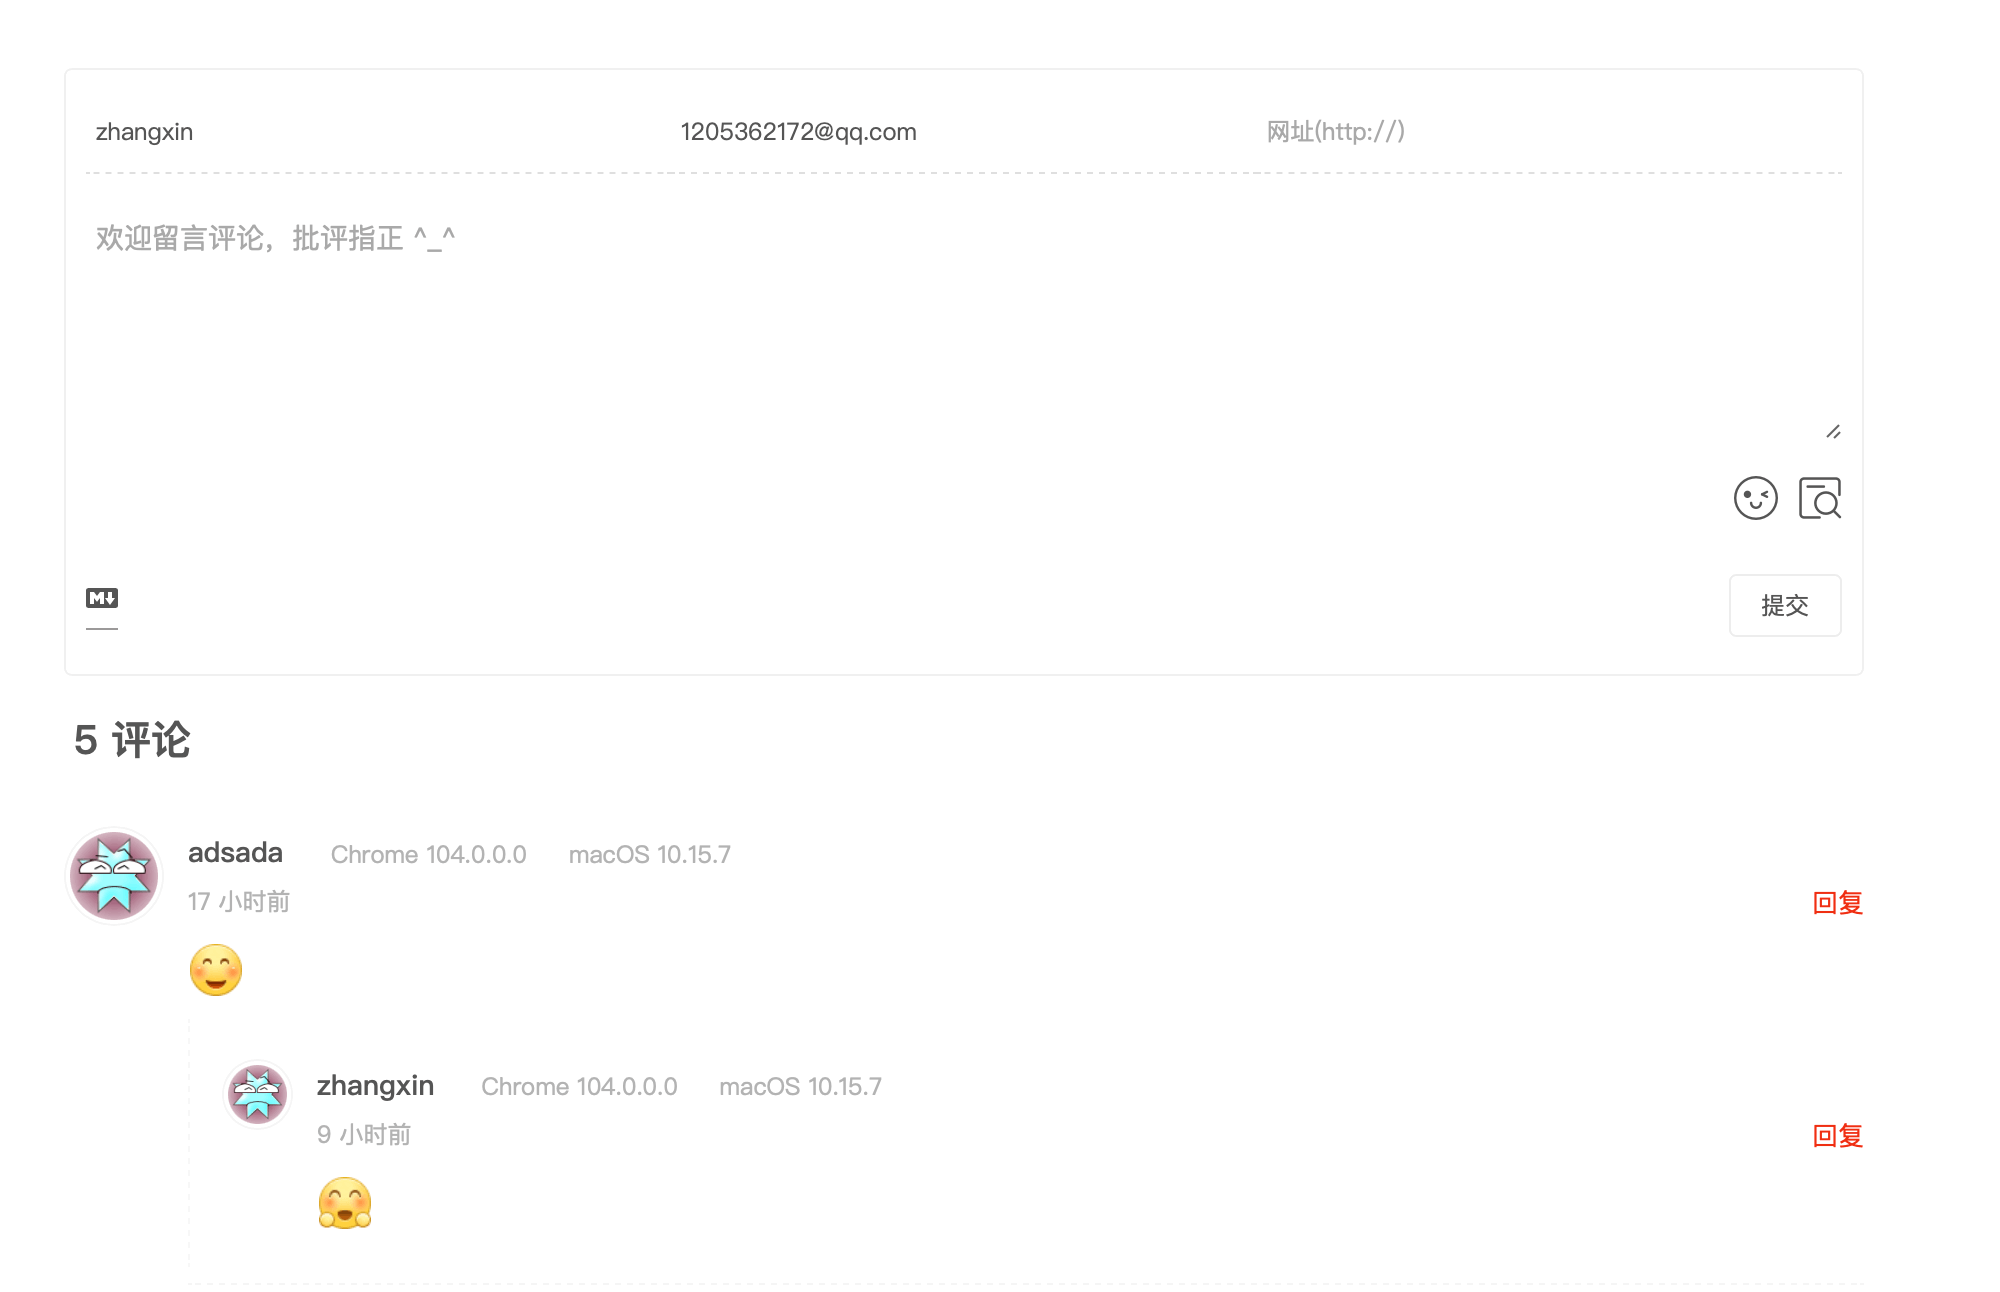 zhangxin 1205362172@qq.com 网址(http://)
欢迎留言评论，批评指正 ^_^
M
提交
5 评论
adsada Chrome 104.0.0.0 macOS 10.15.7
17 小时前 回复
zhangxin Chrome 104.0.0.0 macOS 10.15.7
9 小时前 回复